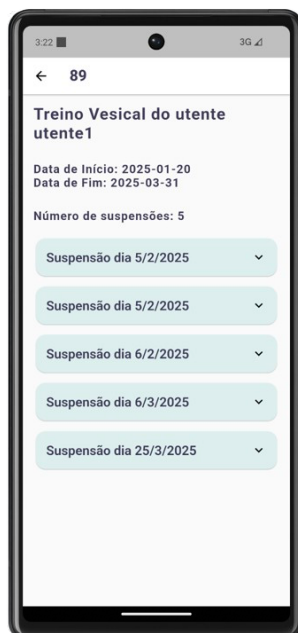 3:22 3G
89
Treino Vesical do utente
utente1
Data de Início: 2025-01-20
Data de Fim: 2025-03-31
Número de suspensões: 5
Suspensão dia 5/2/2025
Suspensão dia 5/2/2025
Suspensão dia 6/2/2025
Suspensão dia 6/3/2025
Suspensão dia 25/3/2025